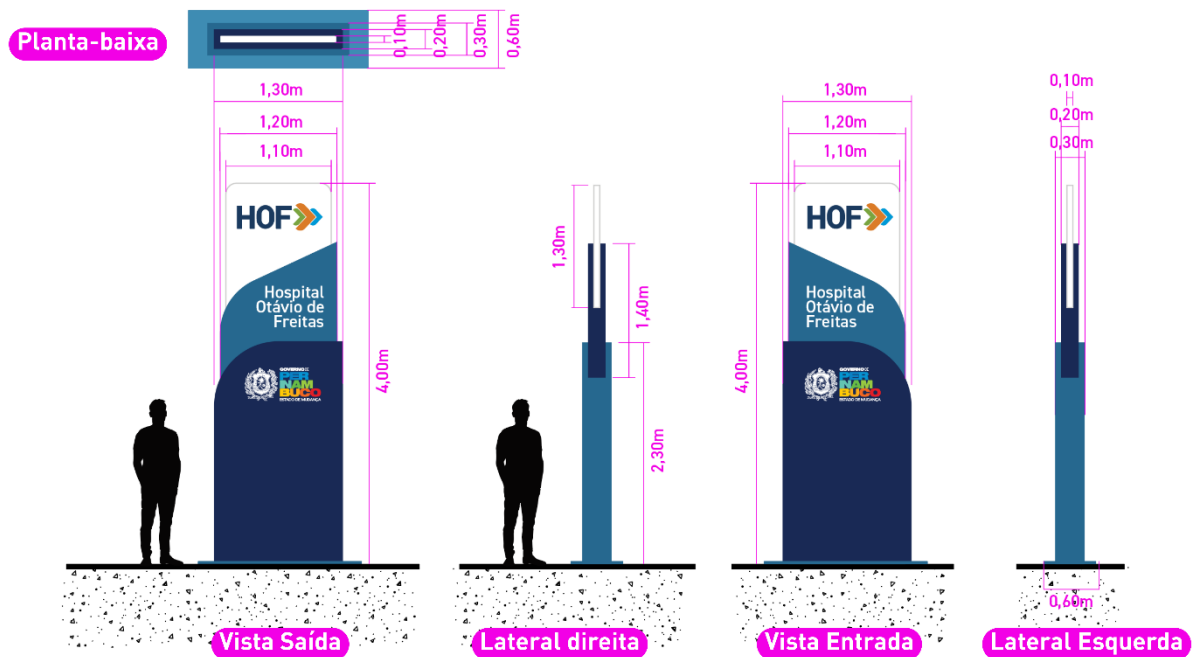 Planta-baixa
0,10m
0,20m
0,30m
0,60m
1,30m
1,20m
1,10m
HOF
Hospital
Otávio de
Freitas
GOVERNO DE
PER
NAM
BUCO
ESTADO DE MUDANÇA
4,00m
Vista Saída
1,30m
1,40m
2,30m
Lateral direita
1,30m
1,20m
1,10m
HOF
Hospital
Otávio de
Freitas
GOVERNO DE
PER
NAM
BUCO
ESTADO DE MUDANÇA
4,00m
Vista Entrada
0,10m
0,20m
0,30m
0,60m
Lateral Esquerda